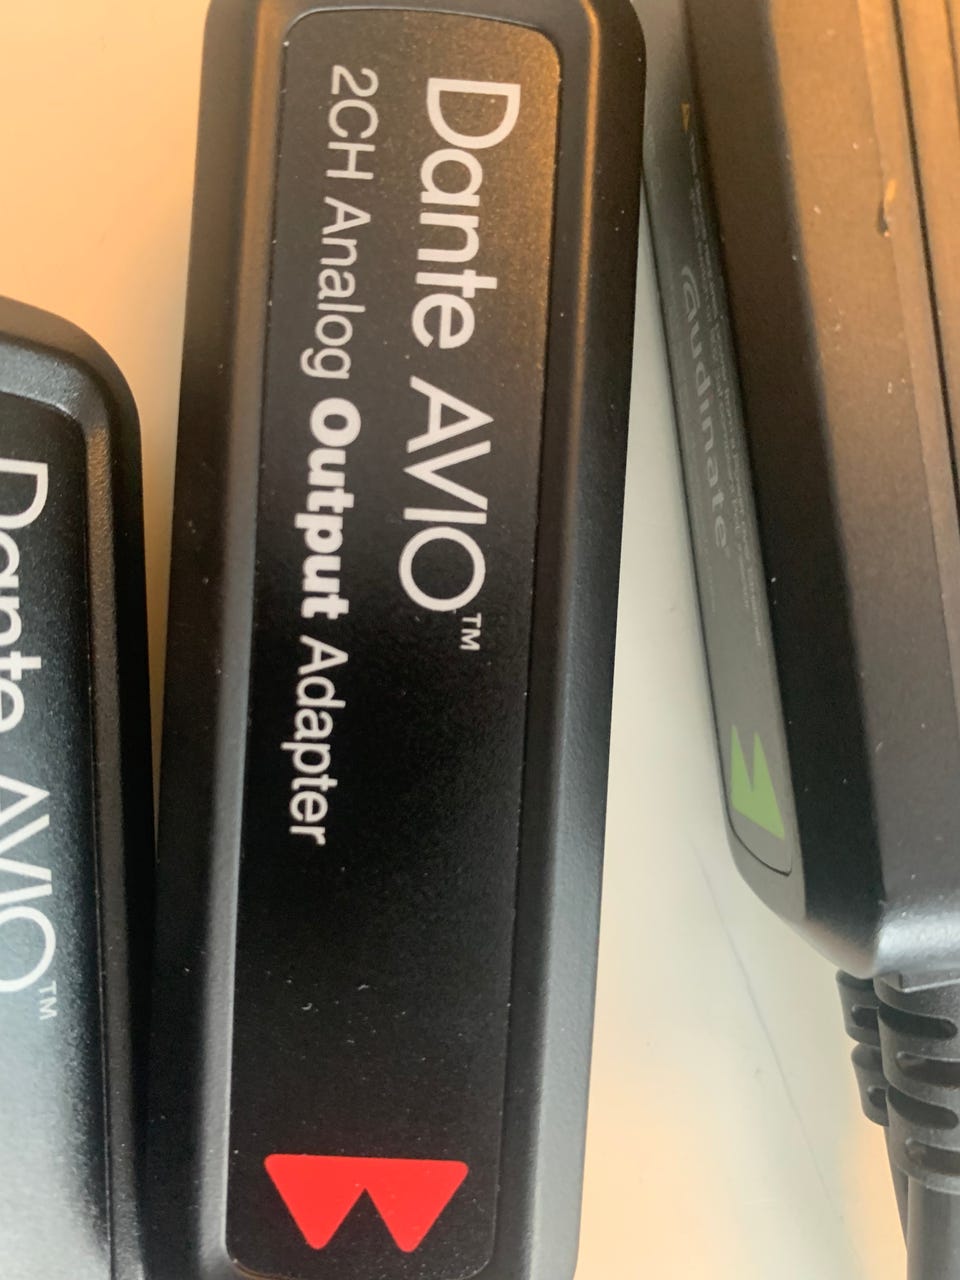 Dante AVIO™
2CH Analog Output Adapter
Dante AVIO™
Audinate®